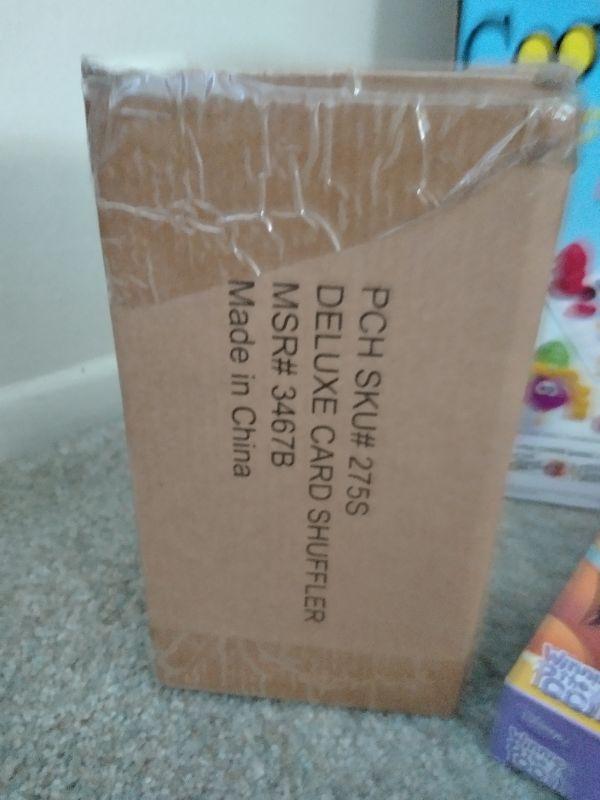 PCH SKU# 275S
DELUXE CARD SHUFFLER
MSR# 3467B
Made in China